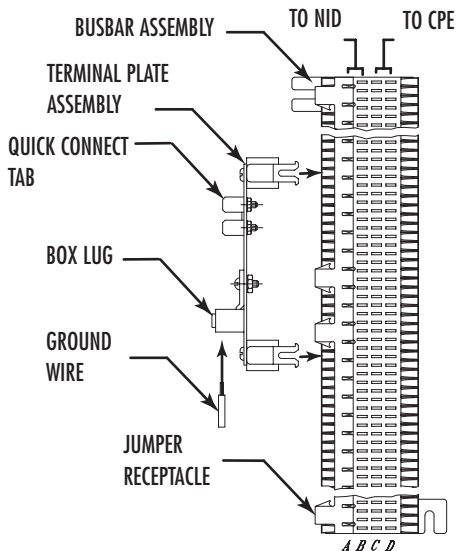 BUSBAR ASSEMBLY
TO NID
TO CPE
TERMINAL PLATE
ASSEMBLY
QUICK CONNECT
TAB
BOX LUG
GROUND
WIRE
JUMPER
RECEPTACLE
A B C D